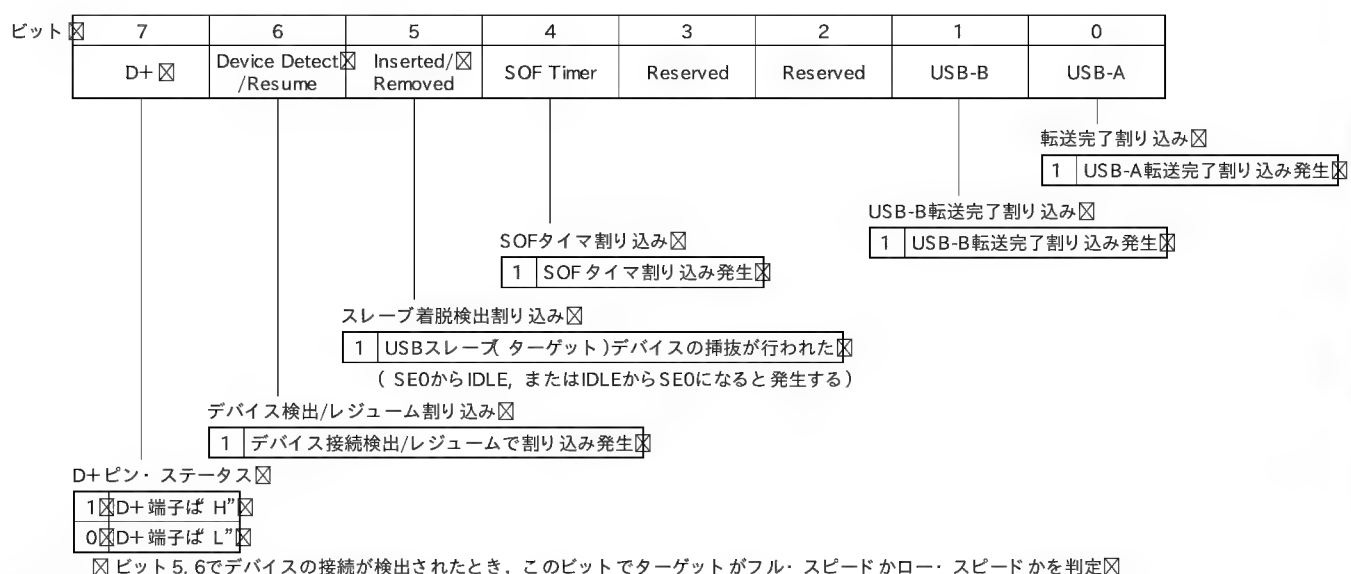 ビット 7 6 5 4 3 2 1 0
D+ Device Detect/Resume Inserted/Removed SOF Timer Reserved Reserved USB-B USB-A
転送完了割り込み
1 USB-A転送完了割り込み発生
USB-B転送完了割り込み
1 USB-B転送完了割り込み発生
SOFタイマ割り込み
1 SOFタイマ割り込み発生
スレーブ着脱検出割り込み
1 USBスレーブ(ターゲット)デバイスの挿抜が行われた
(SE0からIDLE, またはIDLEからSE0になると発生する)
デバイス検出/レジューム割り込み
1 デバイス接続検出/レジュームで割り込み発生
D+ピン・ステータス
1 D+端子は“H”
0 D+端子は“L”
ビット5, 6でデバイスの接続が検出されたとき, このビットでターゲットがフル・スピードかロー・スピードかを判定